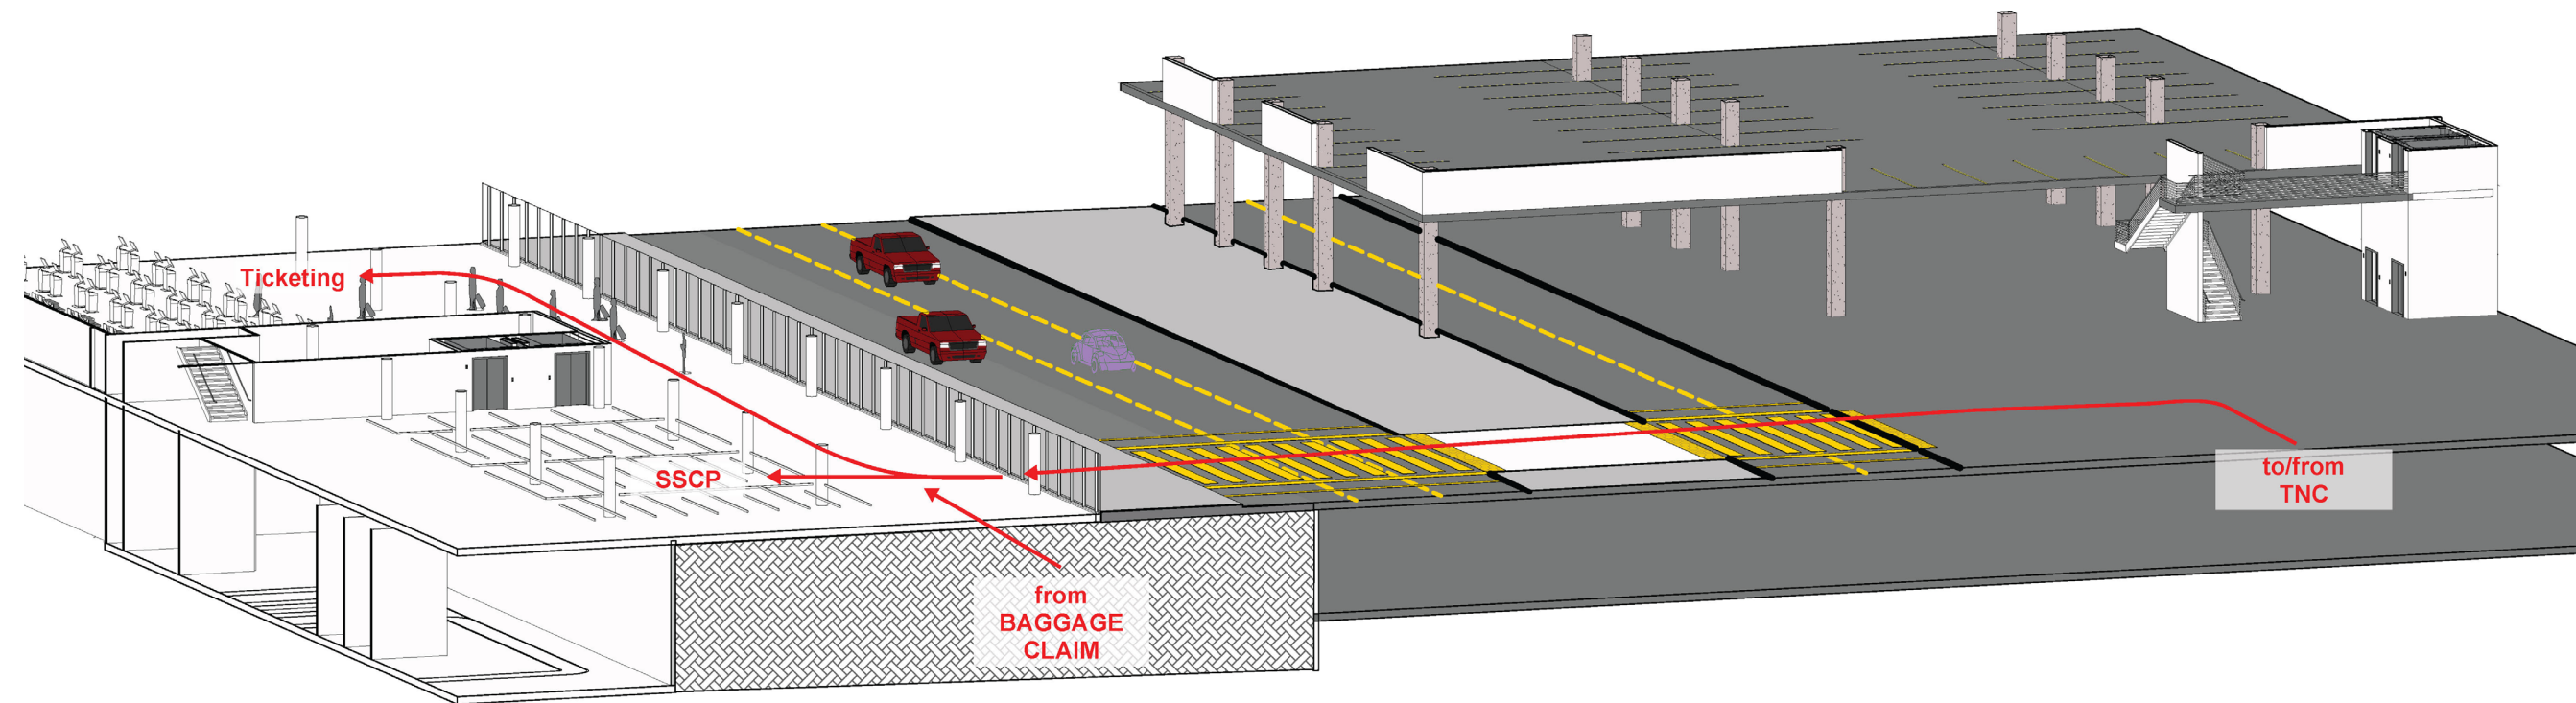 Ticketing
SSCP
from
BAGGAGE
CLAIM
to/from
TNC